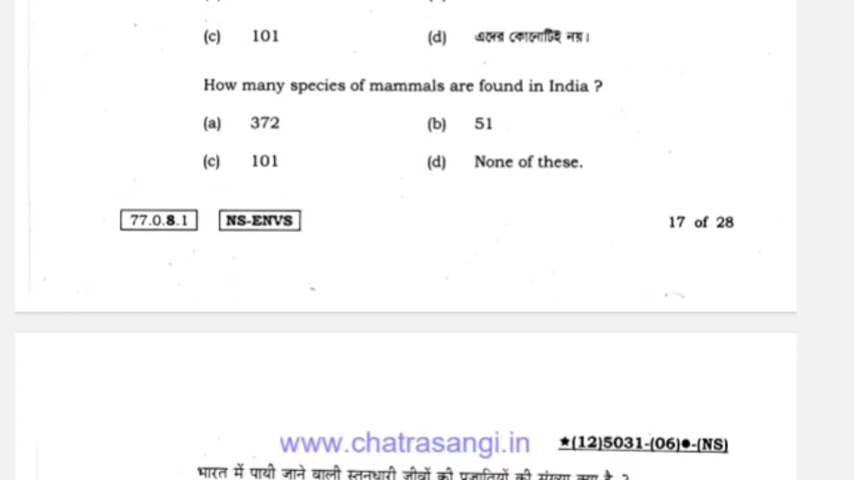 (c) 101 (d) এদের কোনোটিই নয়।
How many species of mammals are found in India ?
(a) 372 (b) 51
(c) 101 (d) None of these.
77.0.8.1 NS-ENVS 17 of 28
www.chatrasangi.in ★(12)5031-(06)●-(NS)
भारत में पायी जाने वाली स्तनधारी जीवों की प्रजातियों की संख्या क्या है ?